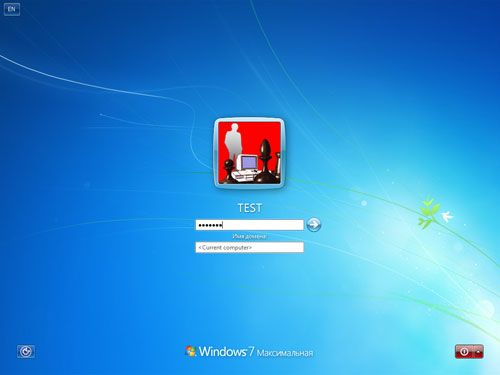 EN
TEST
•••••••
Имя домена
<Current computer>
Windows 7 Максимальная